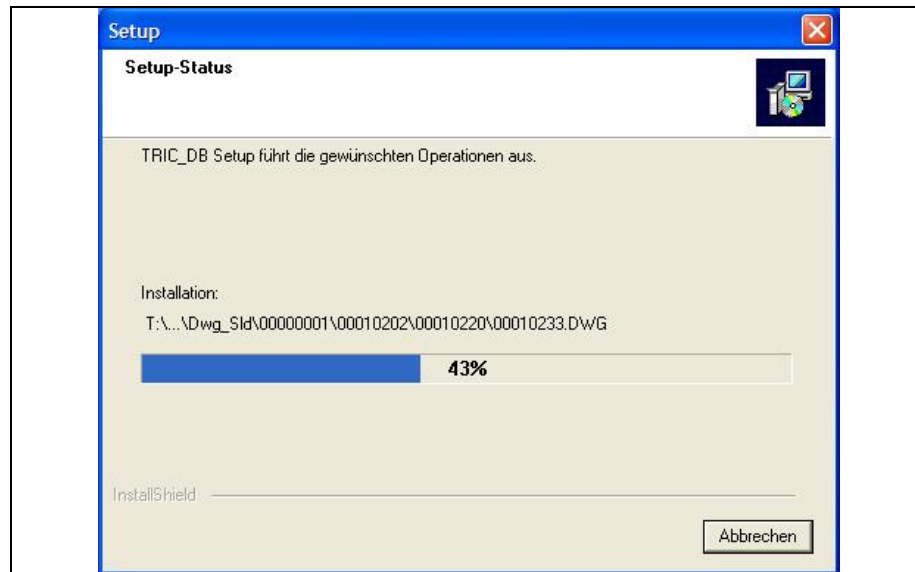 Setup
Setup-Status
TRIC_DB Setup führt die gewünschten Operationen aus.
Installation:
T:\...\Dwg_Sld\00000001\00010202\00010220\00010233.DWG
43%
InstallShield
Abbrechen